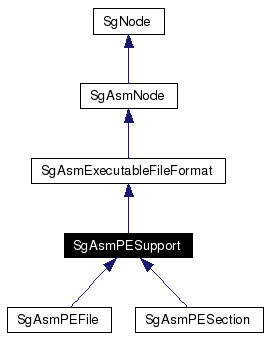 SgNode
SgAsmNode
SgAsmExecutableFileFormat
SgAsmPESupport
SgAsmPEFile
SgAsmPESection